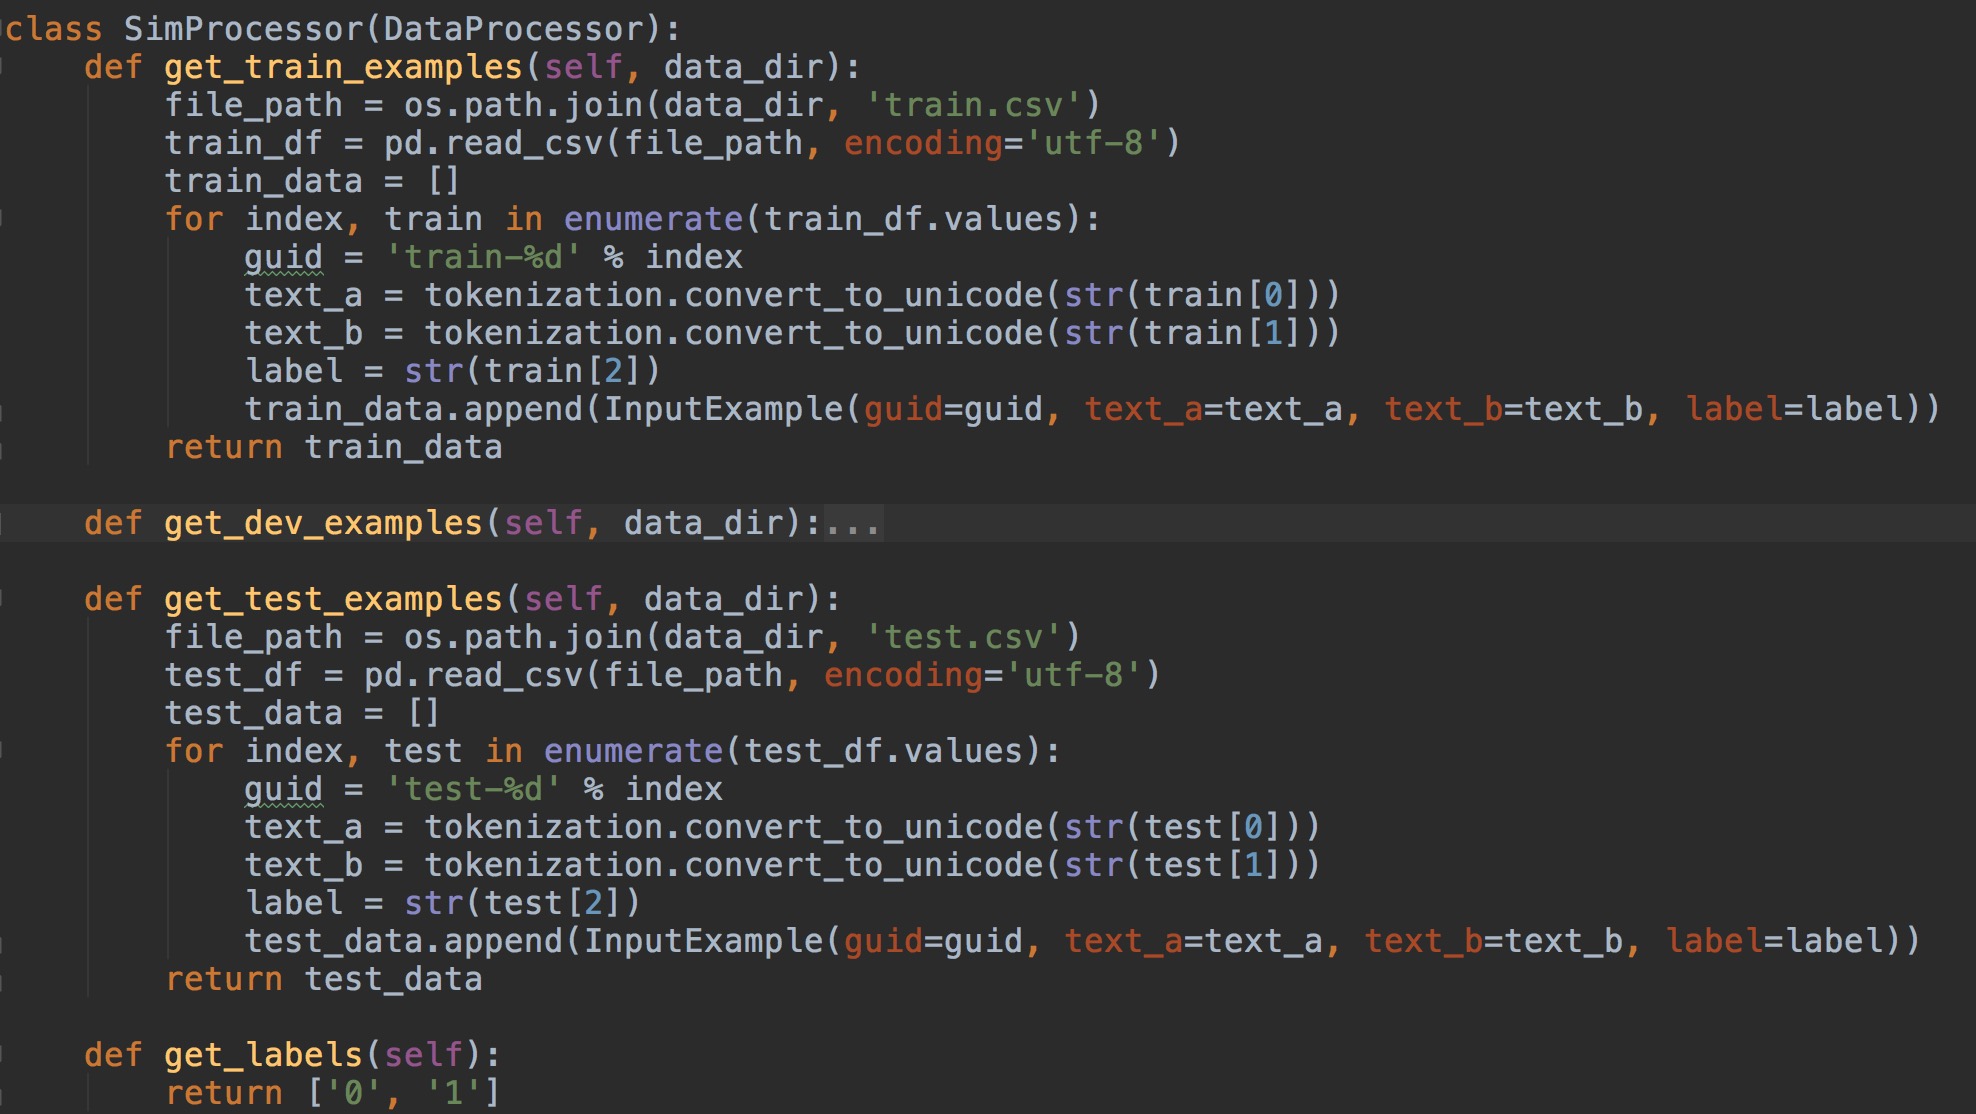 class SimProcessor(DataProcessor):
    def get_train_examples(self, data_dir):
        file_path = os.path.join(data_dir, 'train.csv')
        train_df = pd.read_csv(file_path, encoding='utf-8')
        train_data = []
        for index, train in enumerate(train_df.values):
            guid = 'train-%d' % index
            text_a = tokenization.convert_to_unicode(str(train[0]))
            text_b = tokenization.convert_to_unicode(str(train[1]))
            label = str(train[2])
            train_data.append(InputExample(guid=guid, text_a=text_a, text_b=text_b, label=label))
        return train_data

    def get_dev_examples(self, data_dir):...

    def get_test_examples(self, data_dir):
        file_path = os.path.join(data_dir, 'test.csv')
        test_df = pd.read_csv(file_path, encoding='utf-8')
        test_data = []
        for index, test in enumerate(test_df.values):
            guid = 'test-%d' % index
            text_a = tokenization.convert_to_unicode(str(test[0]))
            text_b = tokenization.convert_to_unicode(str(test[1]))
            label = str(test[2])
            test_data.append(InputExample(guid=guid, text_a=text_a, text_b=text_b, label=label))
        return test_data

    def get_labels(self):
        return ['0', '1']